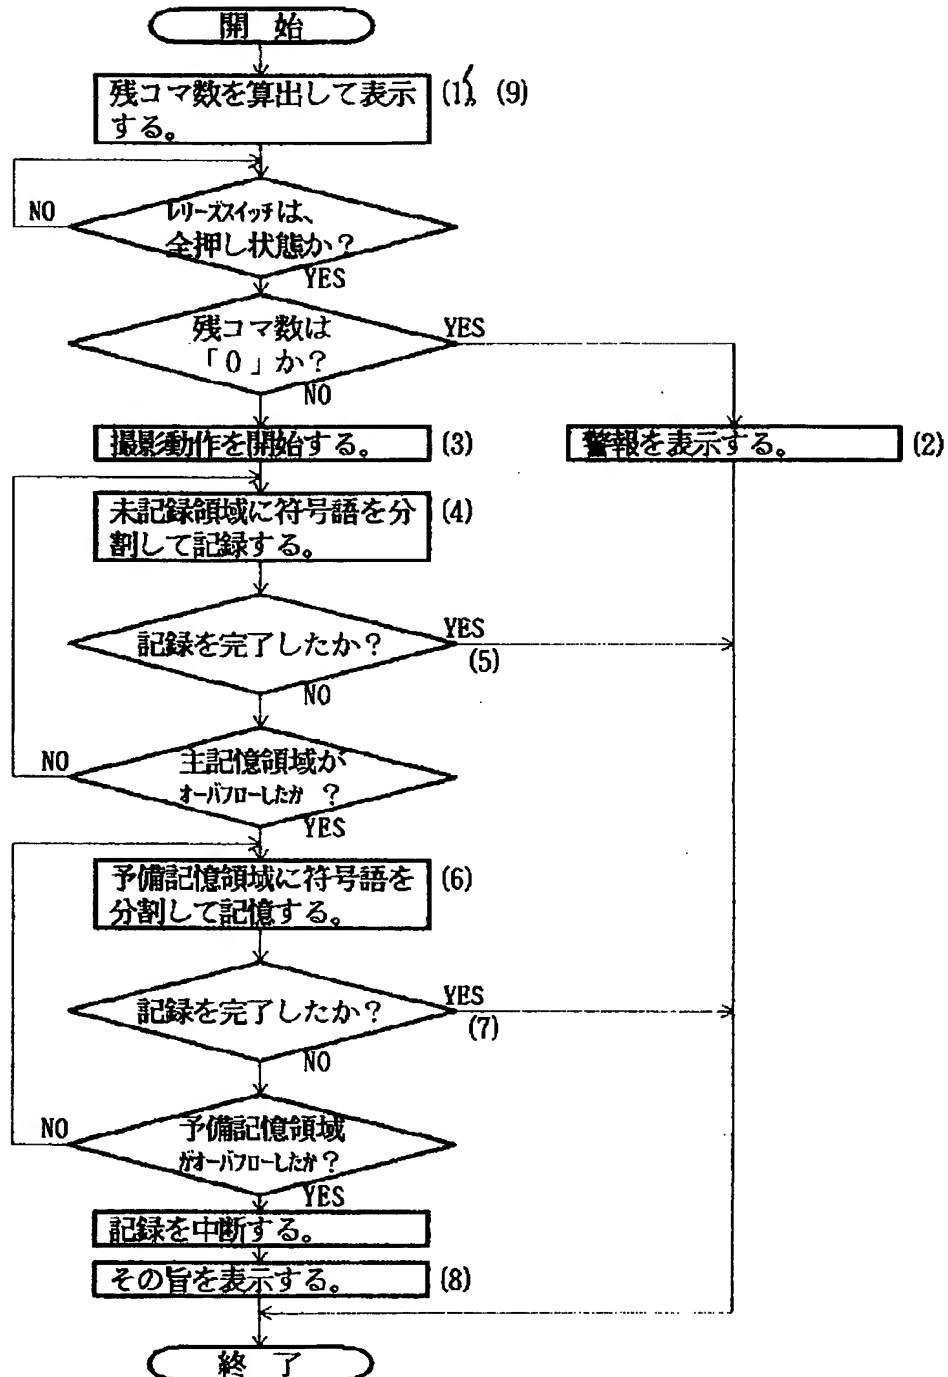 開 始
残コマ数を算出して表示 (1)、(9)
する。
NO
レリーズスイッチは、
全押し状態か？
YES
残コマ数は
「0」か？
YES
NO
撮影動作を開始する。 (3)
警報を表示する。 (2)
未記録領域に符号語を分 (4)
割して記録する。
記録を完了したか？
YES
(5)
NO
NO
主記憶領域が
オーバフローしたか ？
YES
予備記憶領域に符号語を (6)
分割して記憶する。
記録を完了したか？
YES
(7)
NO
NO
予備記憶領域
がオーバフローしたか？
YES
記録を中断する。
その旨を表示する。 (8)
終 了